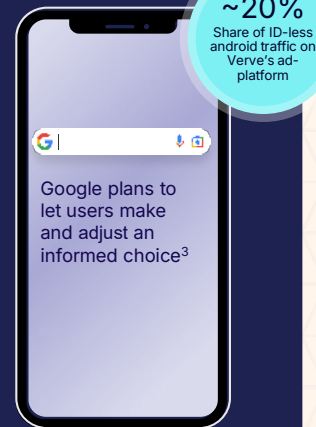 ~20%
Share of ID-less
android traffic on
Verve's ad-
platform
G
Google plans to
let users make
and adjust an
informed choice³